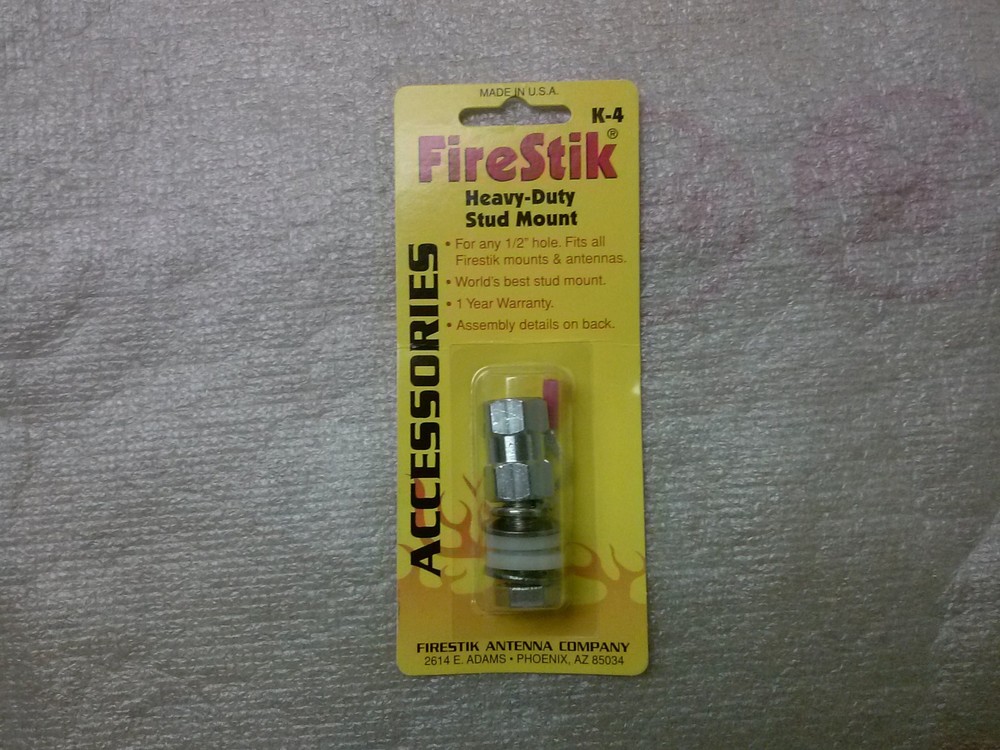 MADE IN U.S.A.
K-4
FireStik®
Heavy-Duty
Stud Mount
• For any 1/2" hole. Fits all
Firestik mounts & antennas.
• World's best stud mount.
• 1 Year Warranty.
• Assembly details on back.
ACCESSORIES
FIRESTIK ANTENNA COMPANY
2614 E. ADAMS • PHOENIX, AZ 85034